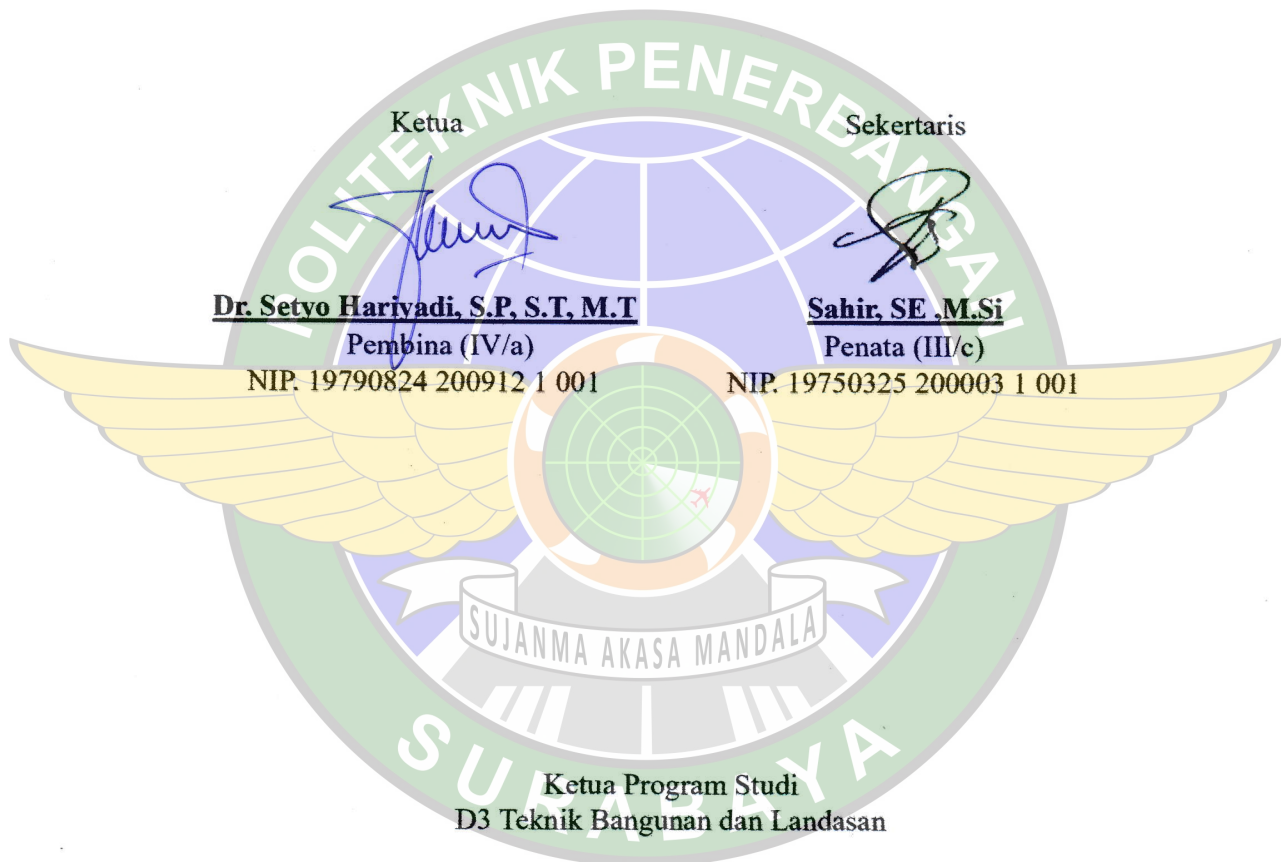 POLITEKNIK PENERBANGAN
Ketua
Sekertaris
Dr. Setyo Hariyadi, S.P, S.T, M.T
Sahir, SE ,M.Si
Pembina (IV/a)
Penata (III/c)
NIP. 19790824 200912 1 001
NIP. 19750325 200003 1 001
SUJANMA AKASA MANDALA
SURABAYA
Ketua Program Studi
D3 Teknik Bangunan dan Landasan